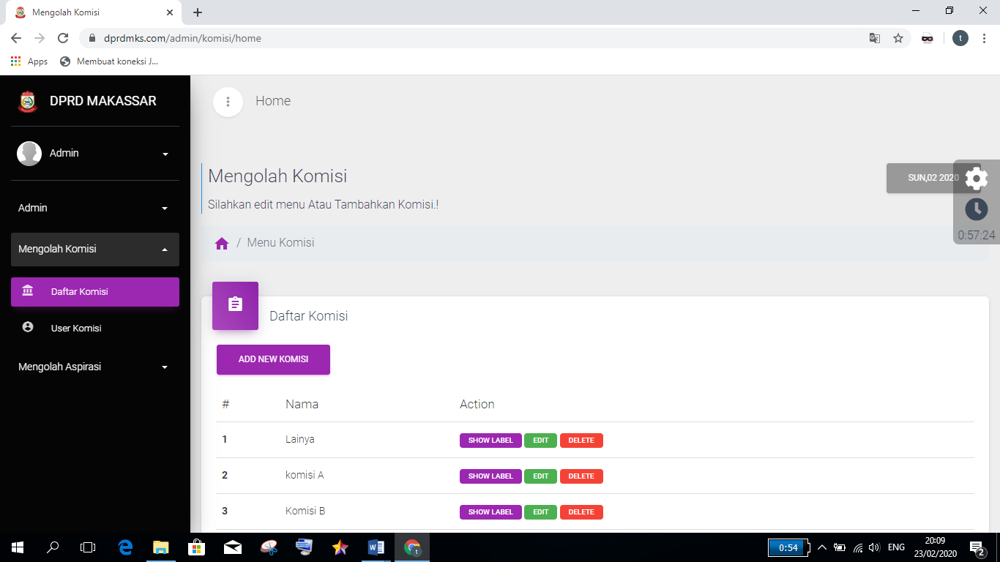 Mengolah Komisi
dprdmks.com/admin/komisi/home
t
Apps
Membuat koneksi J...
DPRD MAKASSAR
Admin
Admin
Mengolah Komisi
Daftar Komisi
User Komisi
Mengolah Aspirasi
Home
Mengolah Komisi
SUN,02 2020
Silahkan edit menu Atau Tambahkan Komisi.!
0:57:24
/ Menu Komisi
Daftar Komisi
ADD NEW KOMISI
# Nama Action
1 Lainya SHOW LABEL EDIT DELETE
2 komisi A SHOW LABEL EDIT DELETE
3 Komisi B SHOW LABEL EDIT DELETE
0:54
ENG
20:09
23/02/2020
2